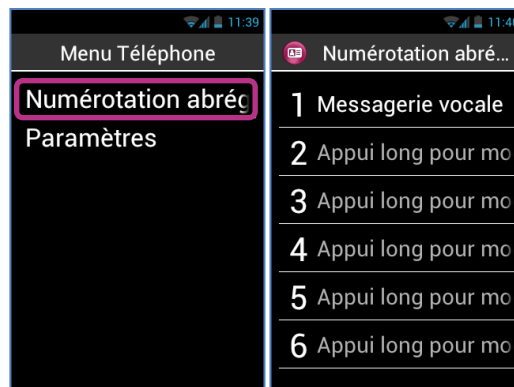 11:39
Menu Téléphone
Numérotation abrég
Paramètres
11:40
Numérotation abré...
1 Messagerie vocale
2 Appui long pour mo
3 Appui long pour mo
4 Appui long pour mo
5 Appui long pour mo
6 Appui long pour mo